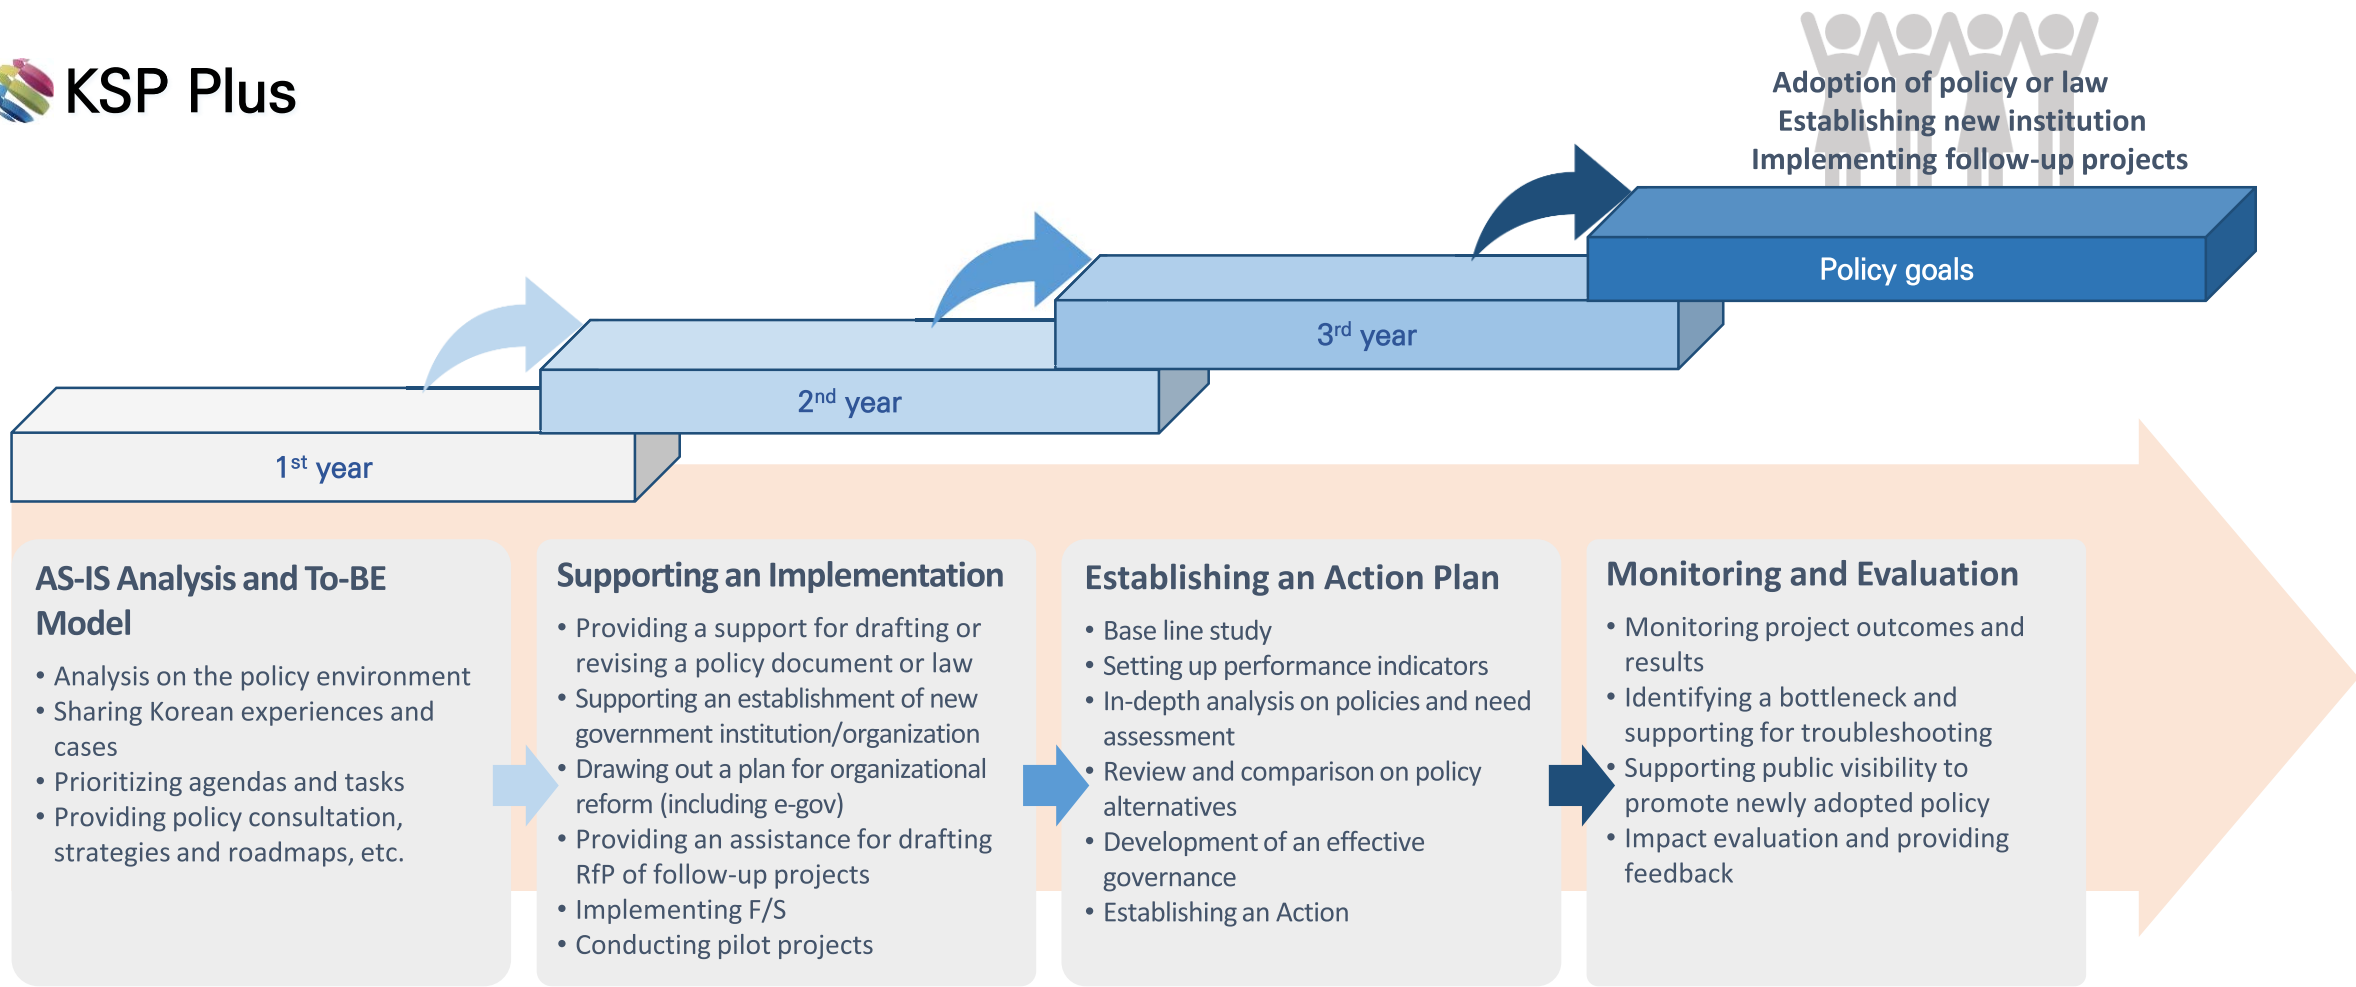 KSP Plus
Adoption of policy or law
Establishing new institution
Implementing follow-up projects
Policy goals
3rd year
2nd year
1st year
AS-IS Analysis and To-BE
Model
• Analysis on the policy environment
• Sharing Korean experiences and
cases
• Prioritizing agendas and tasks
• Providing policy consultation,
strategies and roadmaps, etc.
Supporting an Implementation
• Providing a support for drafting or
revising a policy document or law
• Supporting an establishment of new
government institution/organization
• Drawing out a plan for organizational
reform (including e-gov)
• Providing an assistance for drafting
RfP of follow-up projects
• Implementing F/S
• Conducting pilot projects
Establishing an Action Plan
• Base line study
• Setting up performance indicators
• In-depth analysis on policies and need
assessment
• Review and comparison on policy
alternatives
• Development of an effective
governance
• Establishing an Action
Monitoring and Evaluation
• Monitoring project outcomes and
results
• Identifying a bottleneck and
supporting for troubleshooting
• Supporting public visibility to
promote newly adopted policy
• Impact evaluation and providing
feedback